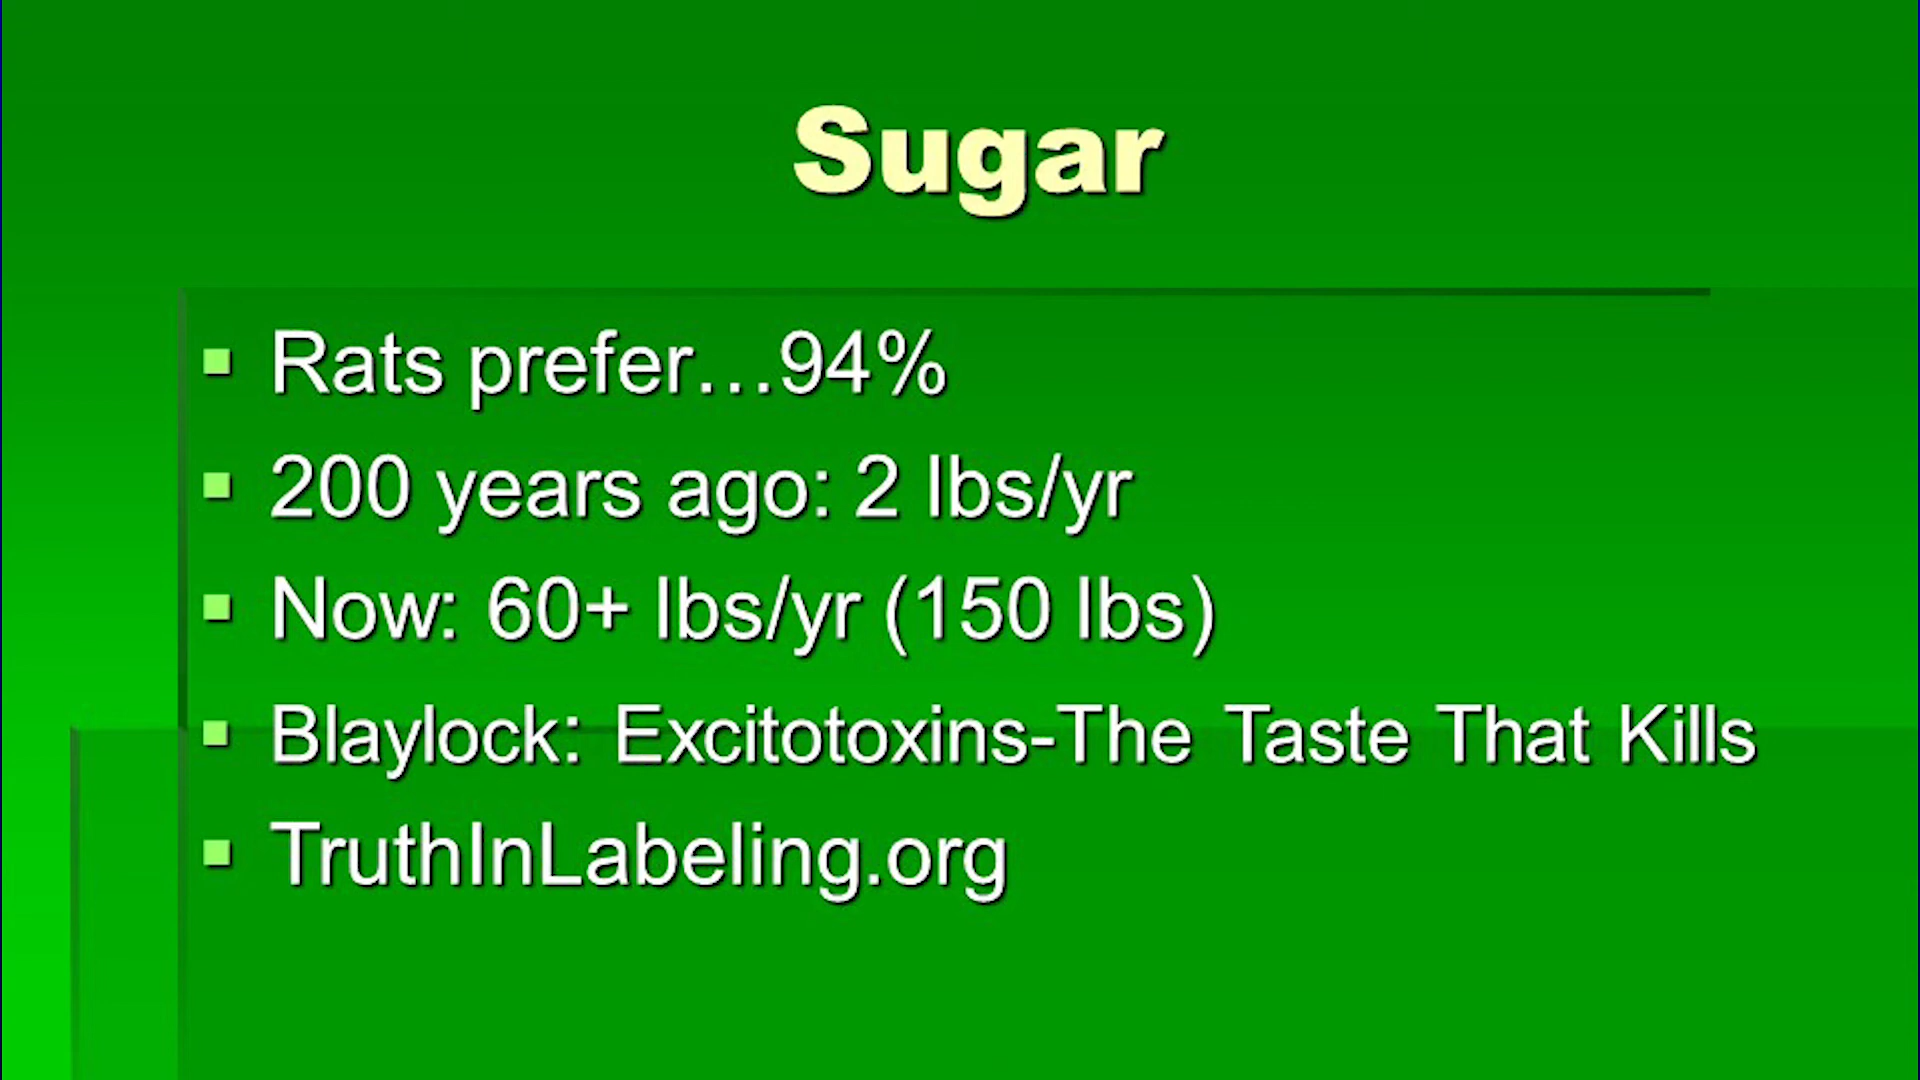 Sugar
Rats prefer…94%
200 years ago: 2 lbs/yr
Now: 60+ lbs/yr (150 lbs)
Blaylock: Excitotoxins-The Taste That Kills
TruthInLabeling.org